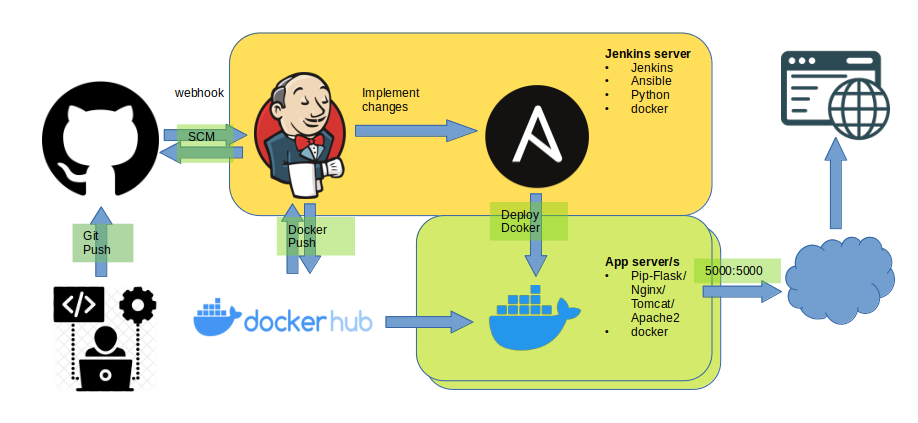 webhook
SCM
Implement
changes
Jenkins server
• Jenkins
• Ansible
• Python
• docker
Git
Push
Docker
Push
Deploy
Dcoker
App server/s
• Pip-Flask/
Nginx/
Tomcat/
Apache2
• docker
5000:5000
</>
docker hub